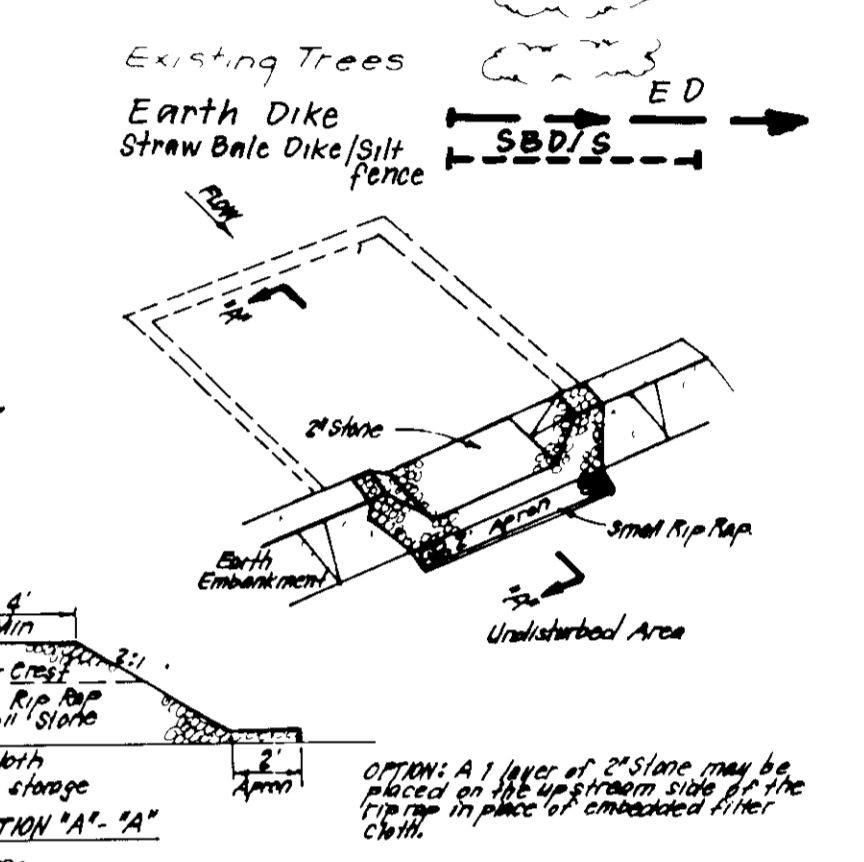 Existing Trees
Earth Dike
E D
Straw Bale Dike/Silt
fence
SBD/S
FLOW
"A"
2" Stone
Apron
Small Rip Rap
Earth
Embankment
"A"
Undisturbed Area
4'
Min
2:1
Crest
Rip Rap
Stone
2'
Apron
storage
TION "A"-"A"
OPTION: A 1 layer of 2" Stone may be
placed on the upstream side of the
rip rap in place of embedded filter
cloth.